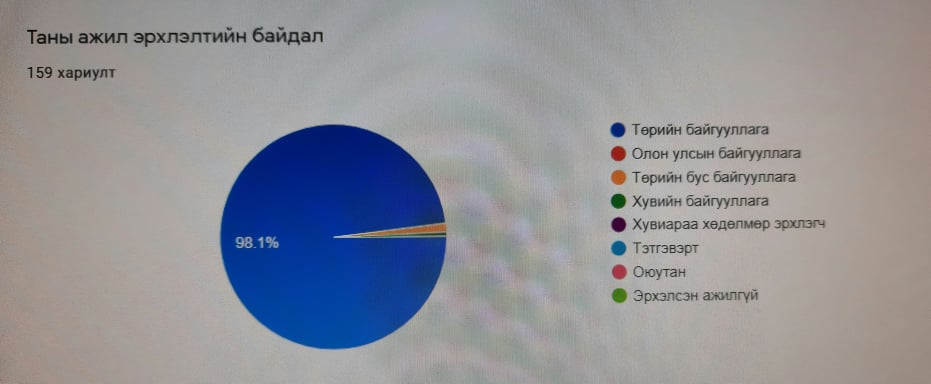 Таны ажил эрхлэлтийн байдал
159 хариулт
98.1%
Төрийн байгууллага
Олон улсын байгууллага
Төрийн бус байгууллага
Хувийн байгууллага
Хувиараа хөдөлмөр эрхлэгч
Тэтгэвэрт
Оюутан
Эрхэлсэн ажилгүй